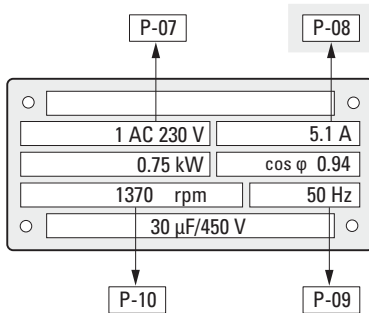 P-07 P-08
1 AC 230 V 5.1 A
0.75 kW cos φ 0.94
1370 rpm 50 Hz
30 μF/450 V
P-10 P-09